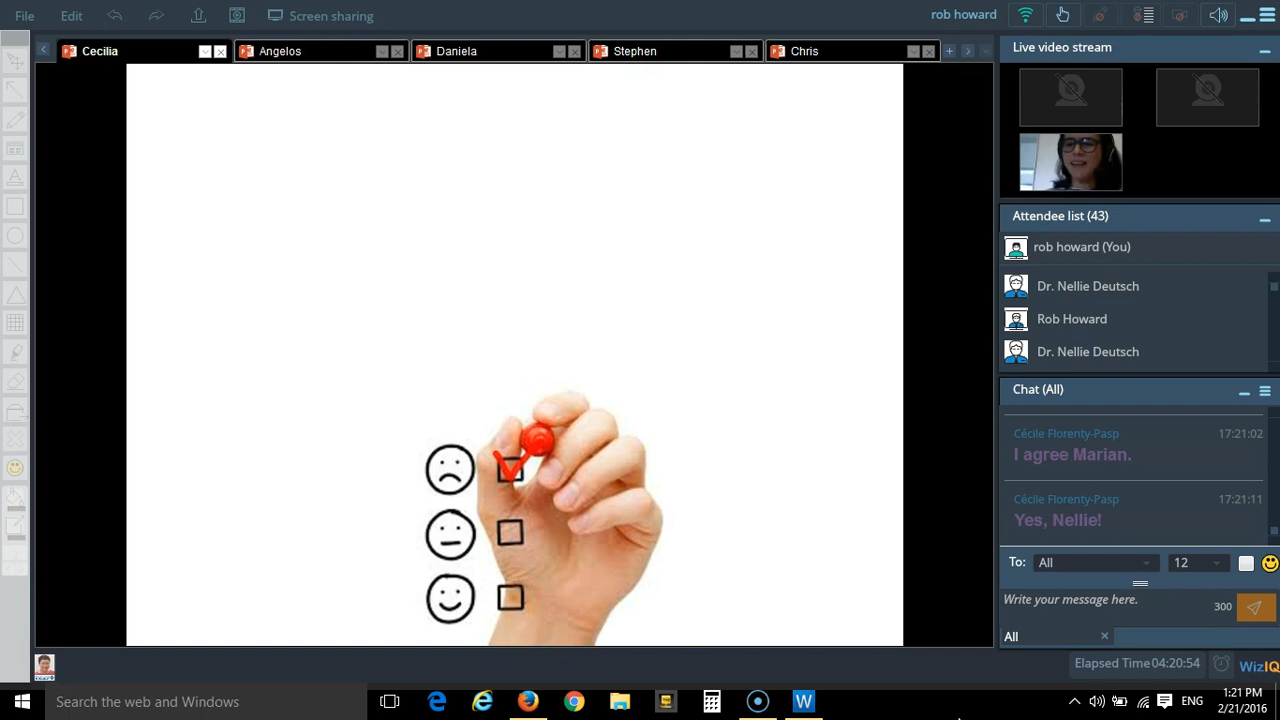 File Edit Screen sharing rob howard
Cecilia Angelos Daniela Stephen Chris
Live video stream
Attendee list (43)
rob howard (You)
Dr. Nellie Deutsch
Rob Howard
Dr. Nellie Deutsch
Chat (All)
Cécile Florenty-Pasp 17:21:02
I agree Marian.
Cécile Florenty-Pasp 17:21:11
Yes, Nellie!
To: All 12
Write your message here. 300
All
Elapsed Time 04:20:54 WizIQ
Search the web and Windows
ENG 1:21 PM
2/21/2016